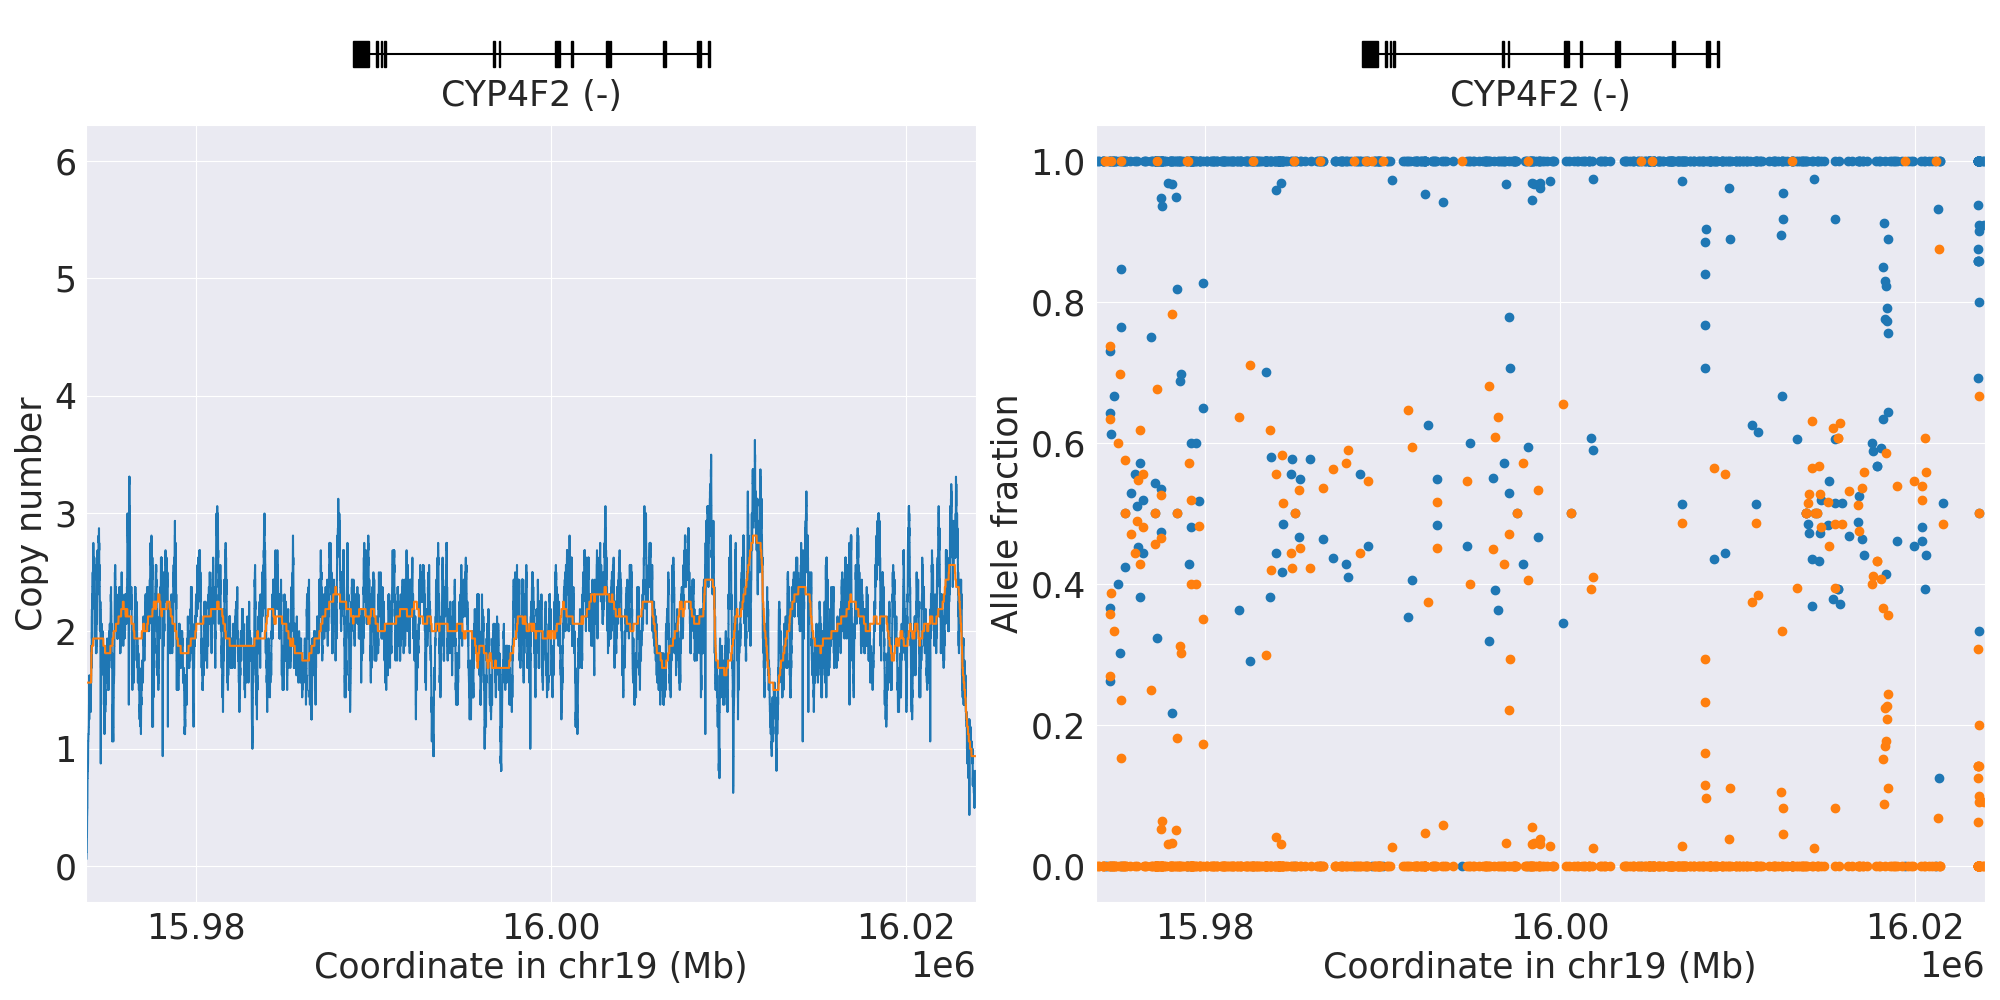 CYP4F2 (-)
6
5
4
3
2
1
0
Copy number
15.98
16.00
16.02
Coordinate in chr19 (Mb)
1e6
CYP4F2 (-)
1.0
0.8
0.6
0.4
0.2
0.0
Allele fraction
15.98
16.00
16.02
Coordinate in chr19 (Mb)
1e6